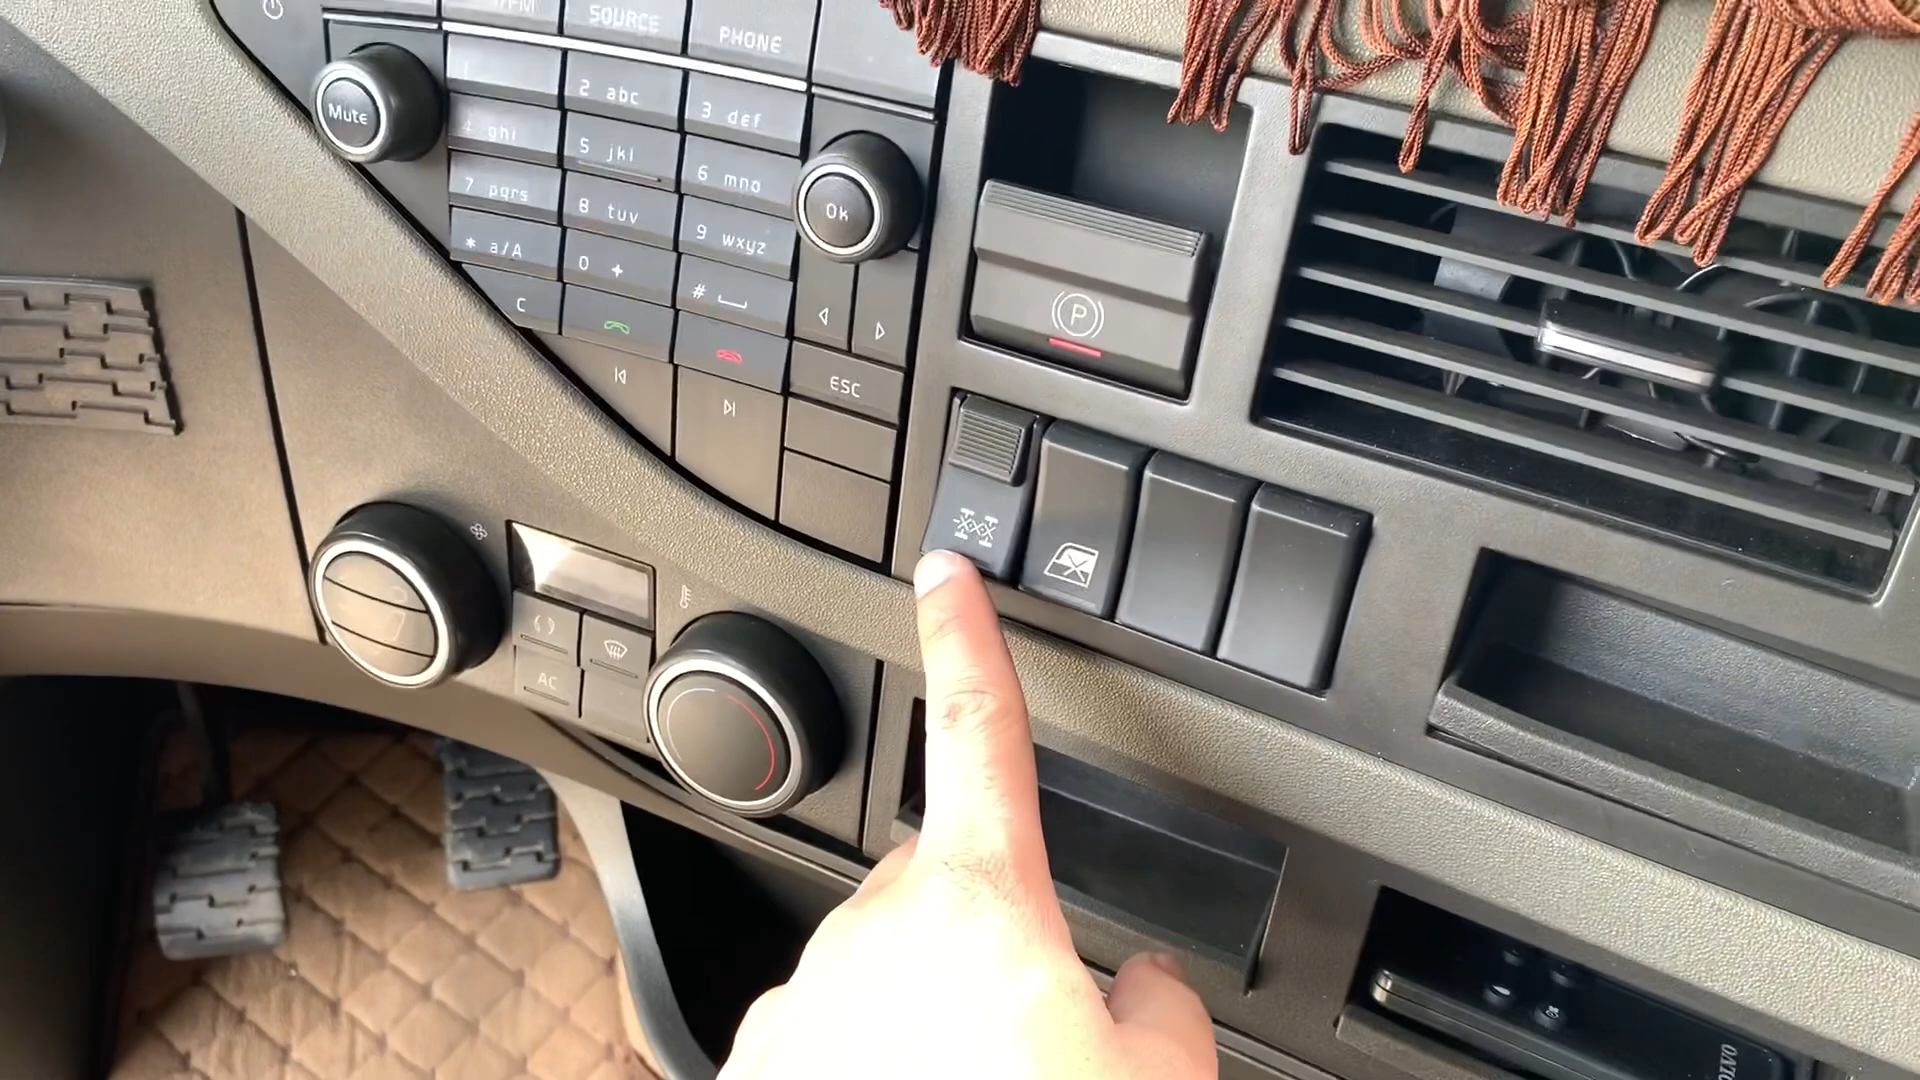 SOURCE
PHONE
Mute
1
2 abc
3 def
4 ghi
5 jkl
6 mno
Ok
7 pqrs
8 tuv
9 wxyz
* a/A
0 +
#
C
ESC
P
AC